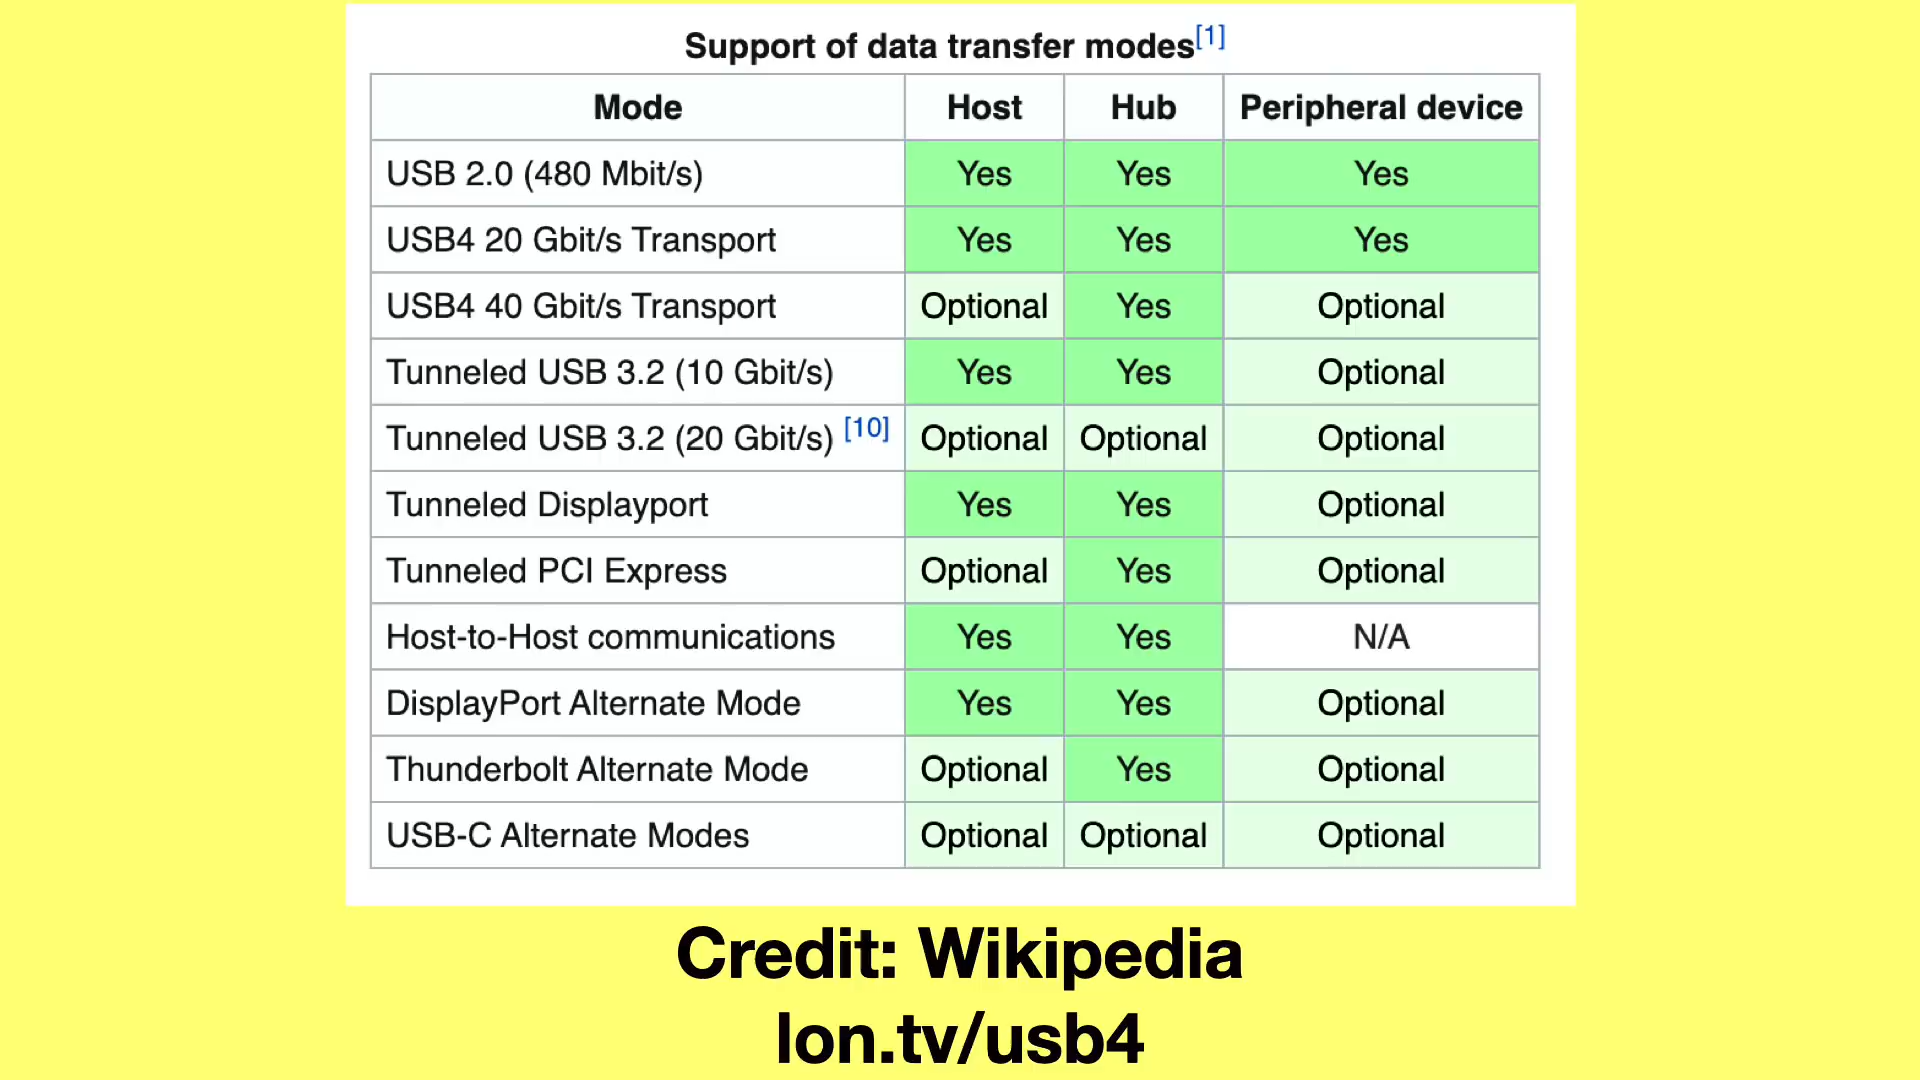 Support of data transfer modes[1]
Mode Host Hub Peripheral device
USB 2.0 (480 Mbit/s) Yes Yes Yes
USB4 20 Gbit/s Transport Yes Yes Yes
USB4 40 Gbit/s Transport Optional Yes Optional
Tunneled USB 3.2 (10 Gbit/s) Yes Yes Optional
Tunneled USB 3.2 (20 Gbit/s) [10] Optional Optional Optional
Tunneled Displayport Yes Yes Optional
Tunneled PCI Express Optional Yes Optional
Host-to-Host communications Yes Yes N/A
DisplayPort Alternate Mode Yes Yes Optional
Thunderbolt Alternate Mode Optional Yes Optional
USB-C Alternate Modes Optional Optional Optional
Credit: Wikipedia
lon.tv/usb4